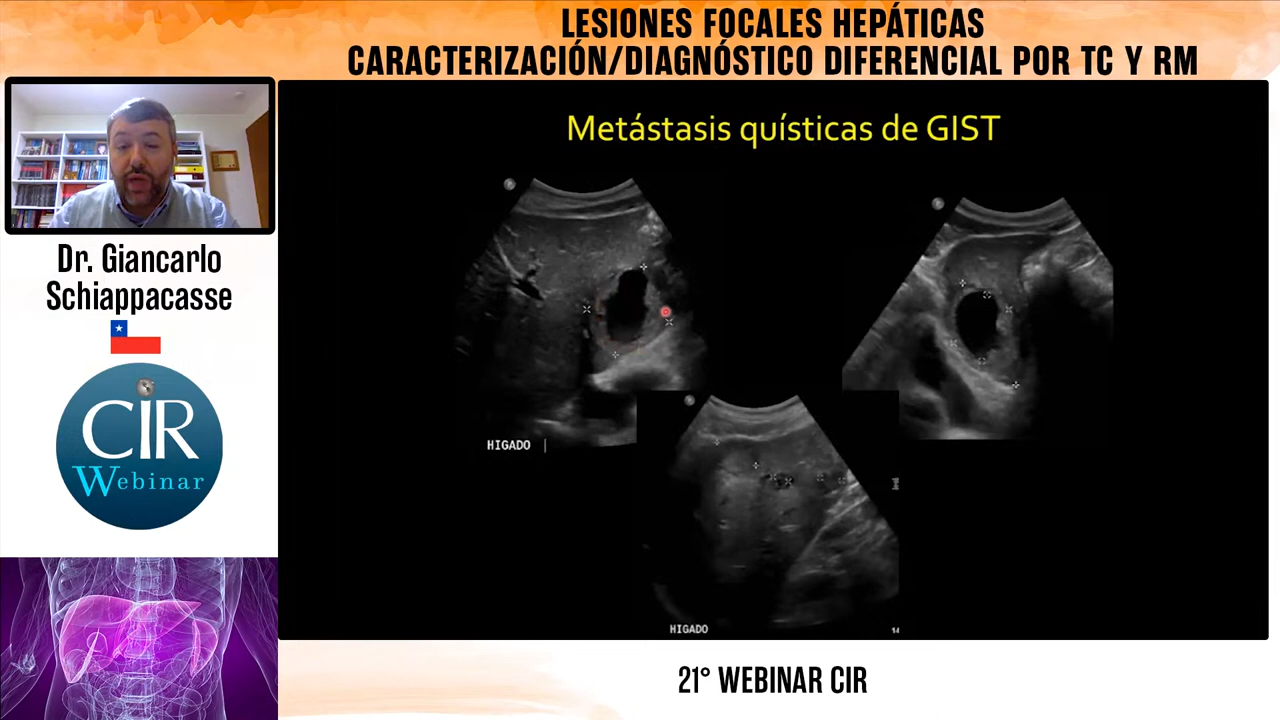 LESIONES FOCALES HEPÁTICAS
CARACTERIZACIÓN/DIAGNÓSTICO DIFERENCIAL POR TC Y RM
Metástasis quísticas de GIST
Dr. Giancarlo
Schiappacasse
CIR
Webinar
HIGADO
HIGADO
21° WEBINAR CIR